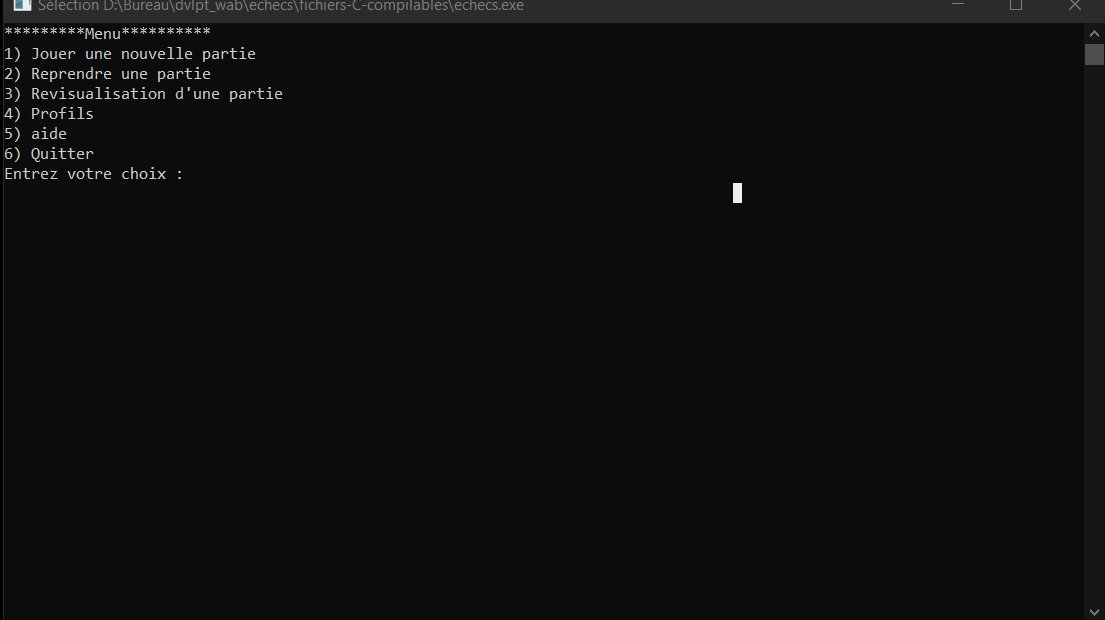 Sélection D:\Bureau\dvlpt_wab\echecs\fichiers-C-compilables\echecs.exe
*********Menu**********
1) Jouer une nouvelle partie
2) Reprendre une partie
3) Revisualisation d'une partie
4) Profils
5) aide
6) Quitter
Entrez votre choix :